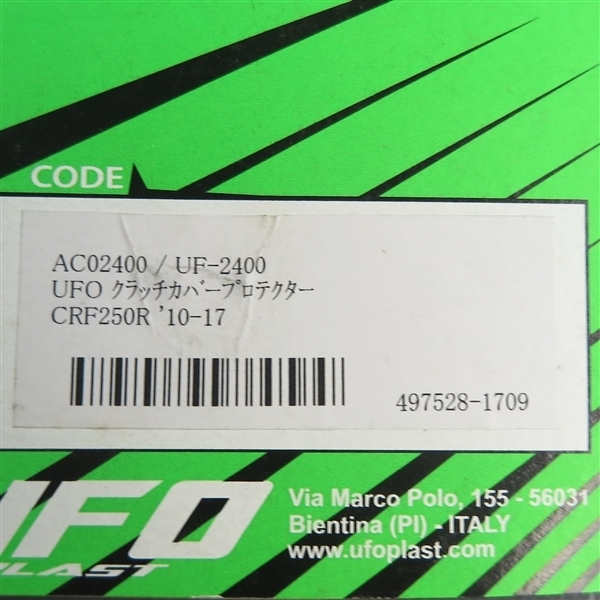 CODE
AC02400 / UF-2400
UFO クラッチカバープロテクター
CRF250R '10-17
497528-1709
UFO
PLAST
Via Marco Polo, 155 - 56031
Bientina (PI) - ITALY
www.ufoplast.com